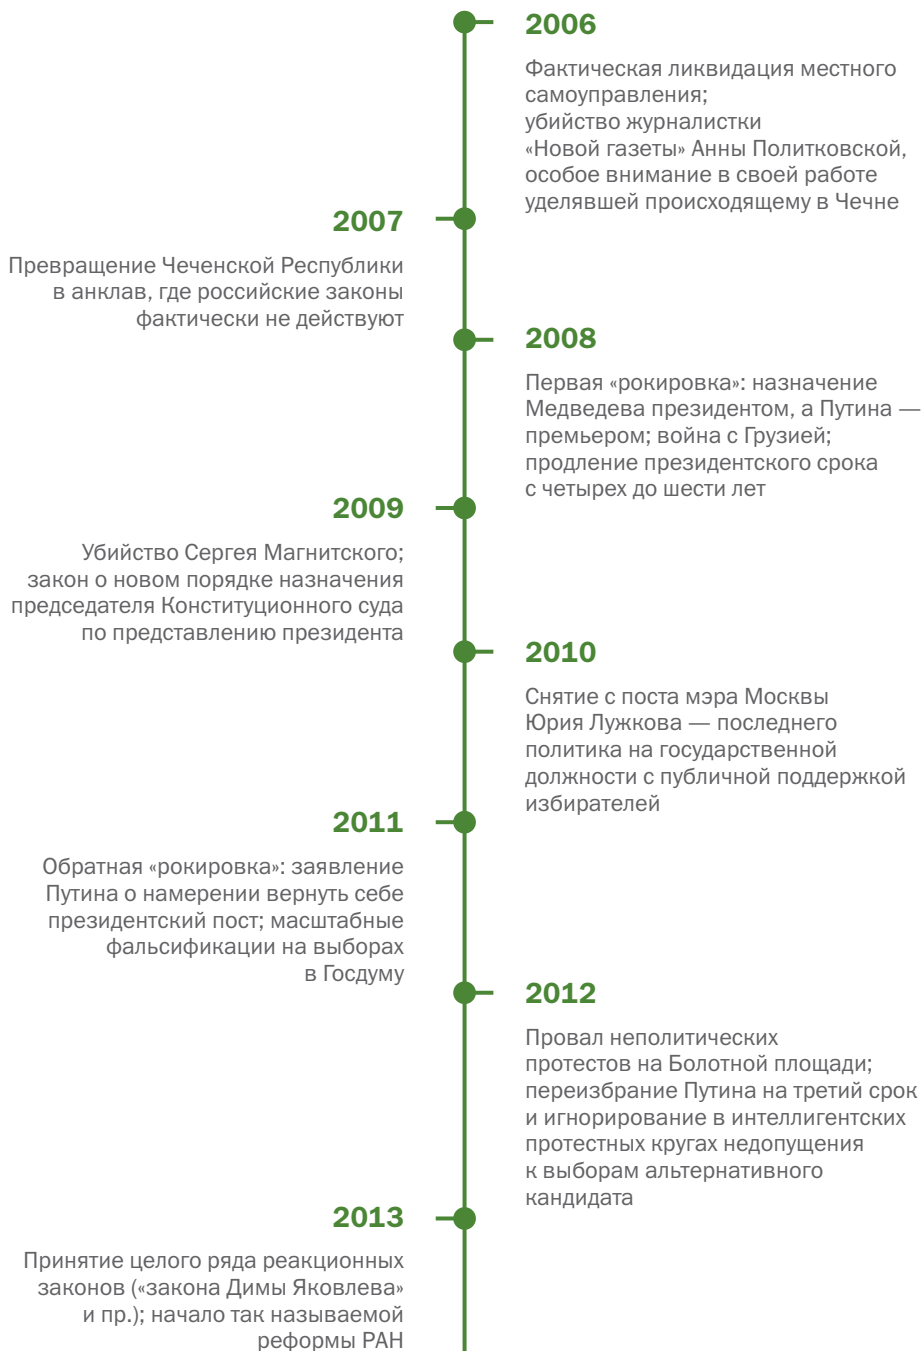 2006
Фактическая ликвидация местного
самоуправления;
убийство журналистки
«Новой газеты» Анны Политковской,
особое внимание в своей работе
уделявшей происходящему в Чечне
2007
Превращение Чеченской Республики
в анклав, где российские законы
фактически не действуют
2008
Первая «рокировка»: назначение
Медведева президентом, а Путина —
премьером; война с Грузией;
продление президентского срока
с четырех до шести лет
2009
Убийство Сергея Магнитского;
закон о новом порядке назначения
председателя Конституционного суда
по представлению президента
2010
Снятие с поста мэра Москвы
Юрия Лужкова — последнего
политика на государственной
должности с публичной поддержкой
избирателей
2011
Обратная «рокировка»: заявление
Путина о намерении вернуть себе
президентский пост; масштабные
фальсификации на выборах
в Госдуму
2012
Провал неполитических
протестов на Болотной площади;
переизбрание Путина на третий срок
и игнорирование в интеллигентских
протестных кругах недопущения
к выборам альтернативного
кандидата
2013
Принятие целого ряда реакционных
законов («закона Димы Яковлева»
и пр.); начало так называемой
реформы РАН